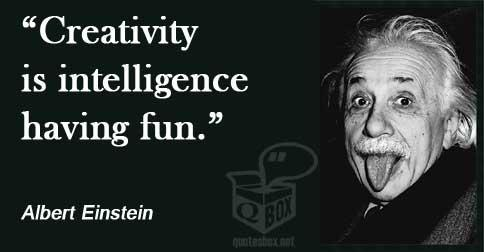 “Creativity
is intelligence
having fun.”
Albert Einstein
Q BOX
quotesbox.net